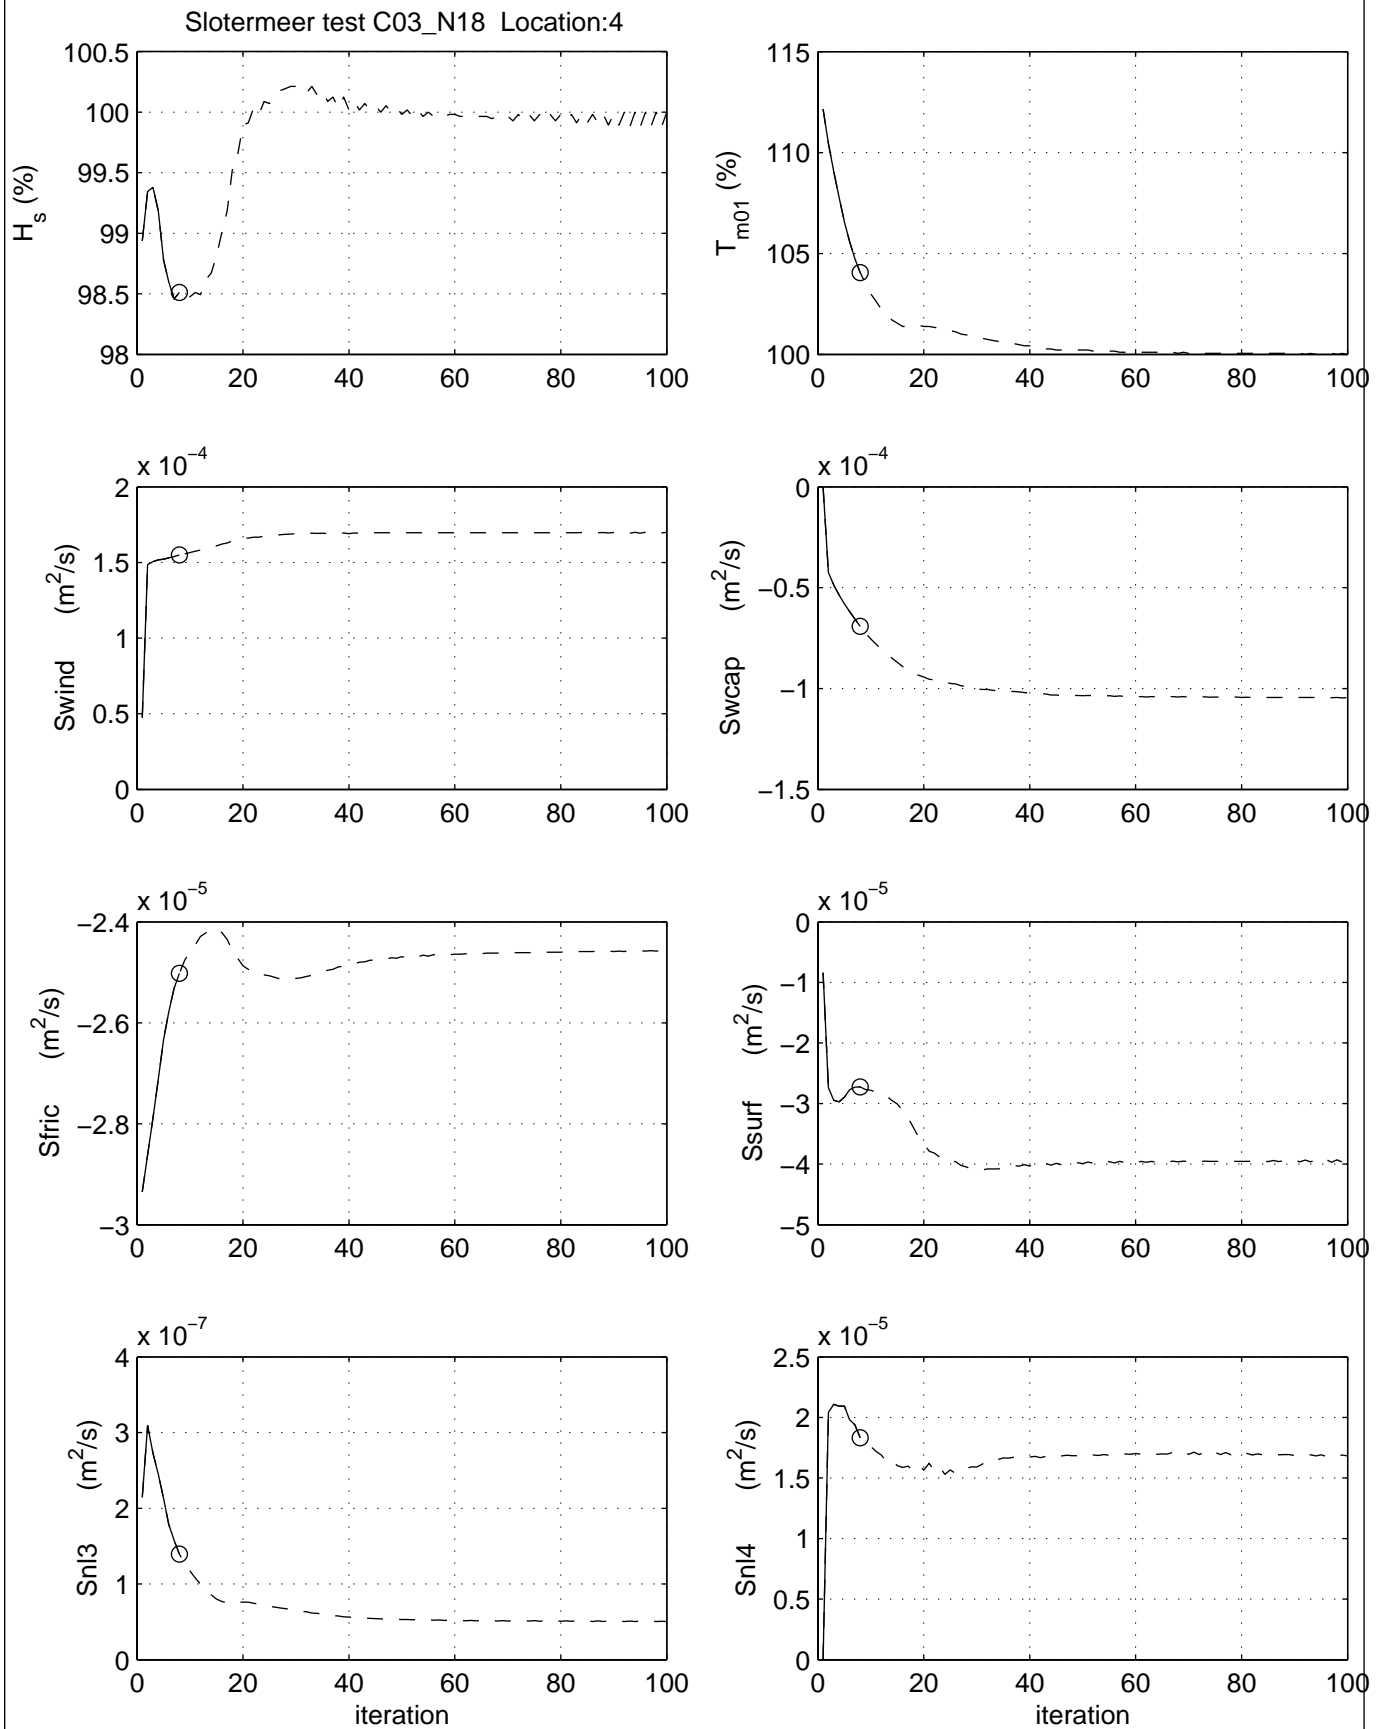 Slotermeer test C03_N18  Location:4
100.5
100
99.5
99
98.5
98
0 20 40 60 80 100
H_s (%)
115
110
105
100
0 20 40 60 80 100
T_m01 (%)
x 10^−4
2
1.5
1
0.5
0
0 20 40 60 80 100
Swind (m^2/s)
x 10^−4
0
−0.5
−1
−1.5
0 20 40 60 80 100
Swcap (m^2/s)
x 10^−5
−2.4
−2.6
−2.8
−3
0 20 40 60 80 100
Sfric (m^2/s)
x 10^−5
0
−1
−2
−3
−4
−5
0 20 40 60 80 100
Ssurf (m^2/s)
x 10^−7
4
3
2
1
0
0 20 40 60 80 100
Snl3 (m^2/s)
iteration
x 10^−5
2.5
2
1.5
1
0.5
0
0 20 40 60 80 100
Snl4 (m^2/s)
iteration